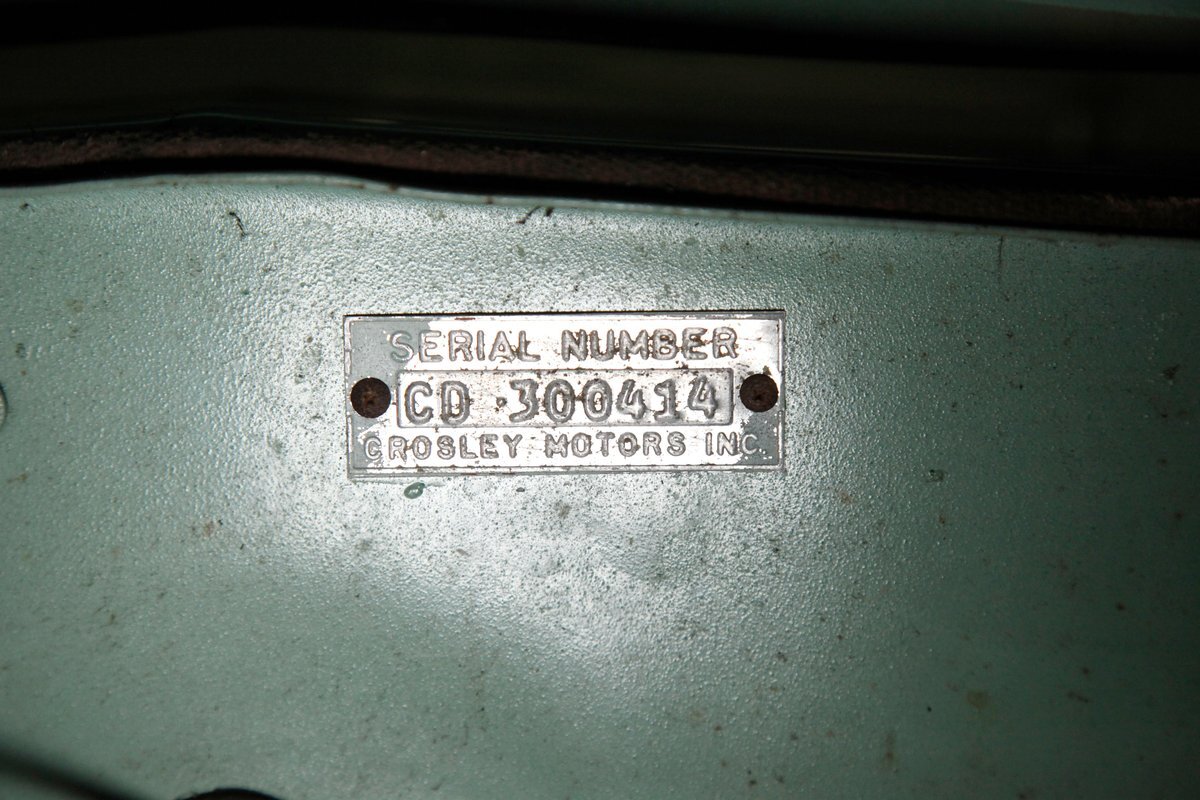 SERIAL NUMBER
CD 300414
CROSLEY MOTORS INC.